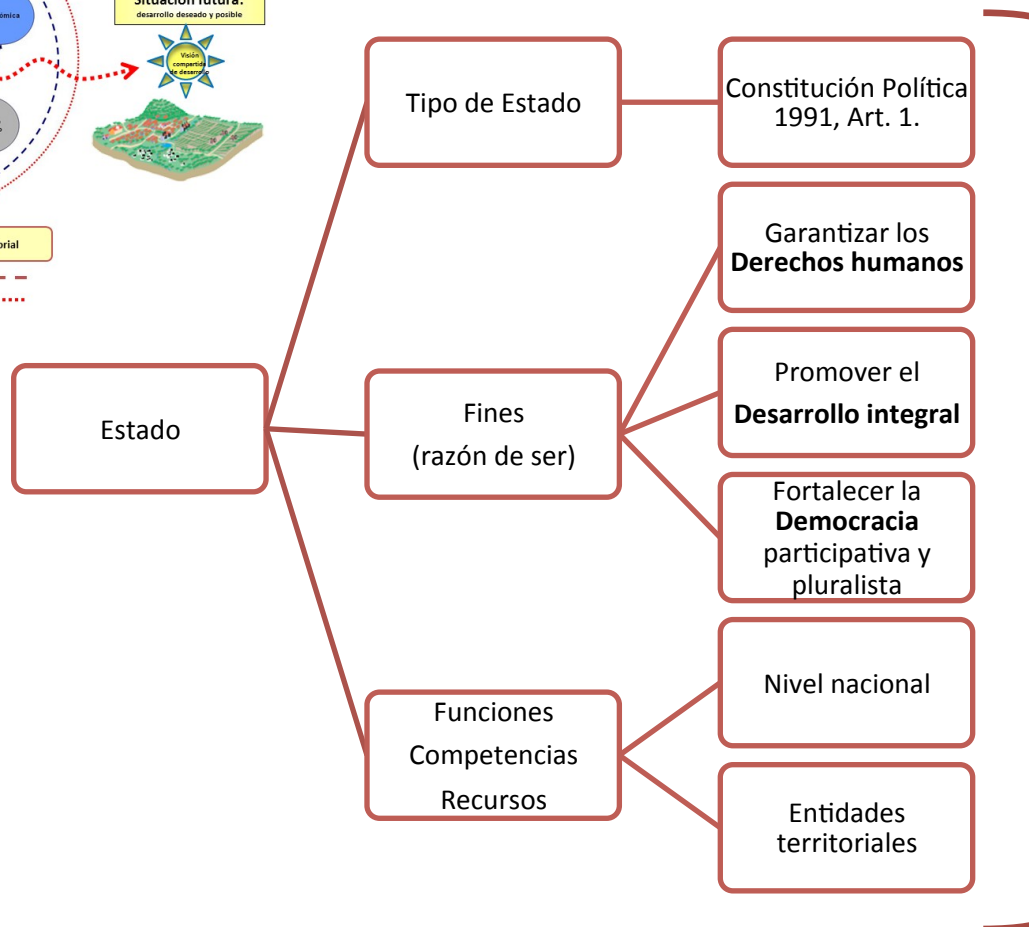 Situación futura:
desarrollo deseado y posible
Visión
compartida
de desarrollo
Tipo de Estado
Constitución Política
1991, Art. 1.
Garantizar los
Derechos humanos
Promover el
Desarrollo integral
Estado
Fines
(razón de ser)
Fortalecer la
Democracia
participativa y
pluralista
Funciones
Competencias
Recursos
Nivel nacional
Entidades
territoriales